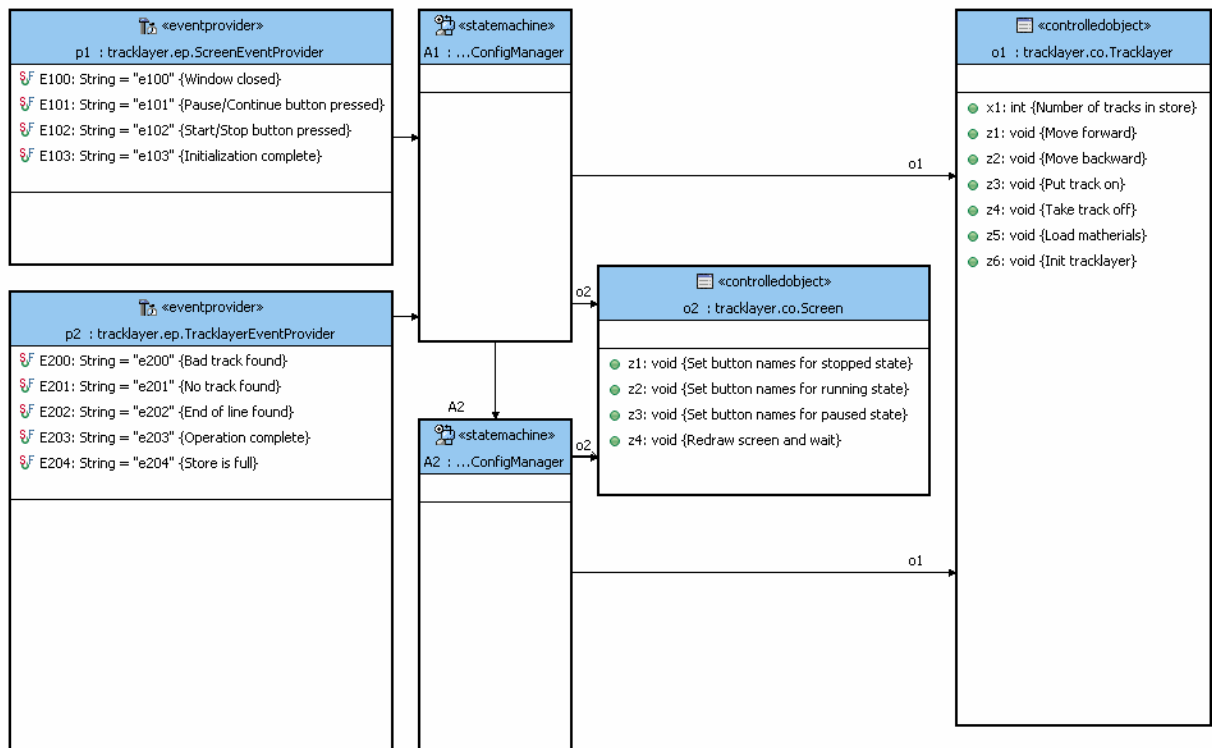 «eventprovider»
p1 : tracklayer.ep.ScreenEventProvider
E100: String = "e100" {Window closed}
E101: String = "e101" {Pause/Continue button pressed}
E102: String = "e102" {Start/Stop button pressed}
E103: String = "e103" {Initialization complete}
«eventprovider»
p2 : tracklayer.ep.TracklayerEventProvider
E200: String = "e200" {Bad track found}
E201: String = "e201" {No track found}
E202: String = "e202" {End of line found}
E203: String = "e203" {Operation complete}
E204: String = "e204" {Store is full}
«statemachine»
A1 : ...ConfigManager
A2
«statemachine»
A2 : ...ConfigManager
o1
o2
o2
o1
«controlledobject»
o2 : tracklayer.co.Screen
z1: void {Set button names for stopped state}
z2: void {Set button names for running state}
z3: void {Set button names for paused state}
z4: void {Redraw screen and wait}
«controlledobject»
o1 : tracklayer.co.Tracklayer
x1: int {Number of tracks in store}
z1: void {Move forward}
z2: void {Move backward}
z3: void {Put track on}
z4: void {Take track off}
z5: void {Load matherials}
z6: void {Init tracklayer}